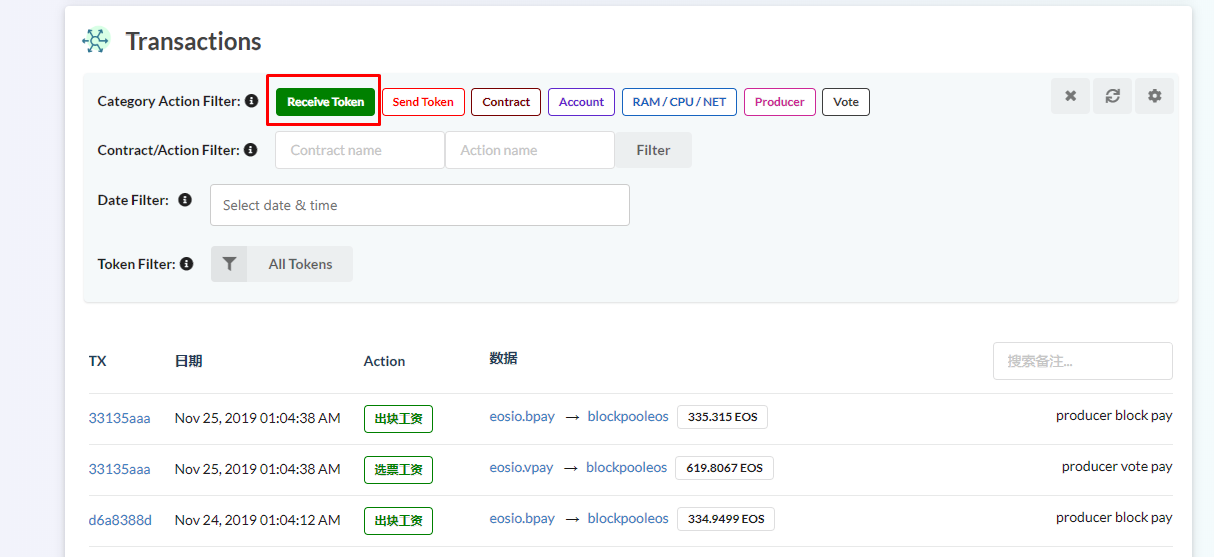 Transactions
Category Action Filter: Receive Token Send Token Contract Account RAM / CPU / NET Producer Vote
Contract/Action Filter: Contract name Action name Filter
Date Filter: Select date & time
Token Filter: All Tokens
TX 日期 Action 数据 搜索备注...
33135aaa Nov 25, 2019 01:04:38 AM 出块工资 eosio.bpay → blockpooleos 335.315 EOS producer block pay
33135aaa Nov 25, 2019 01:04:38 AM 选票工资 eosio.vpay → blockpooleos 619.8067 EOS producer vote pay
d6a8388d Nov 24, 2019 01:04:12 AM 出块工资 eosio.bpay → blockpooleos 334.9499 EOS producer block pay